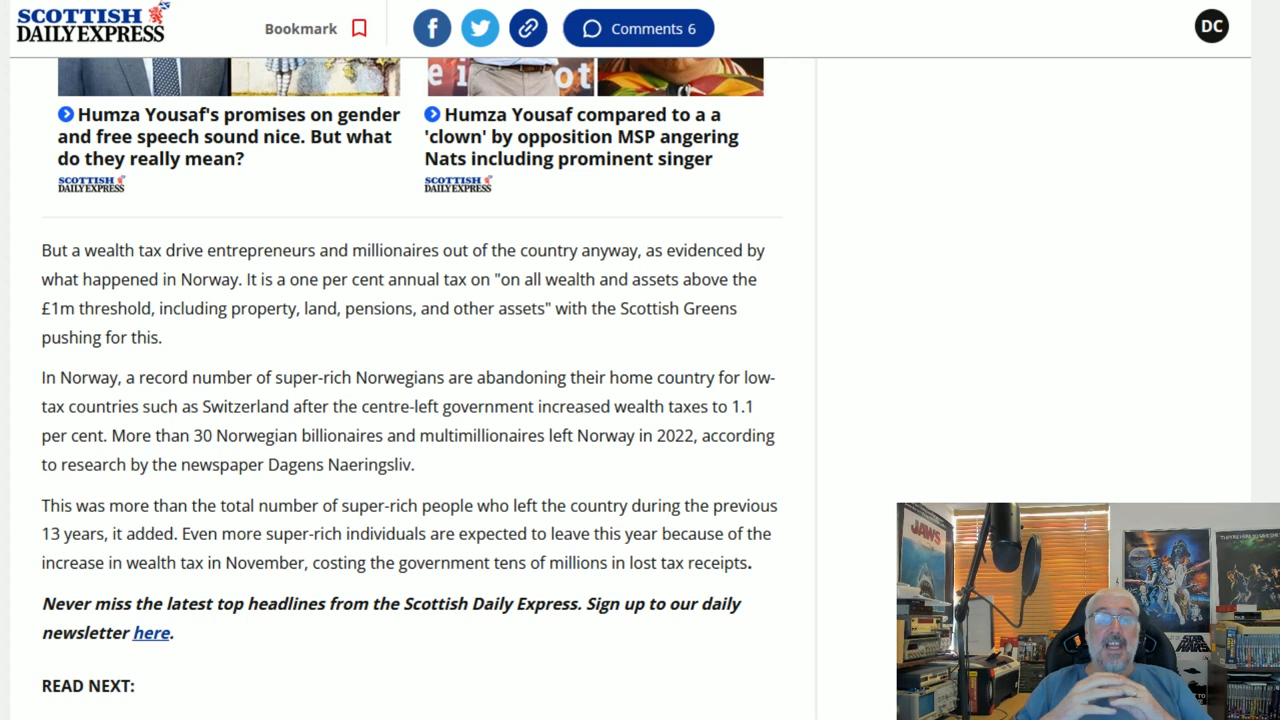 SCOTTISH
DAILY EXPRESS
Bookmark
Comments 6
DC
e i
ot
Humza Yousaf's promises on gender
and free speech sound nice. But what
do they really mean?
SCOTTISH
DAILY EXPRESS
Humza Yousaf compared to a a
'clown' by opposition MSP angering
Nats including prominent singer
SCOTTISH
DAILY EXPRESS
But a wealth tax drive entrepreneurs and millionaires out of the country anyway, as evidenced by
what happened in Norway. It is a one per cent annual tax on "on all wealth and assets above the
£1m threshold, including property, land, pensions, and other assets" with the Scottish Greens
pushing for this.
In Norway, a record number of super-rich Norwegians are abandoning their home country for low-
tax countries such as Switzerland after the centre-left government increased wealth taxes to 1.1
per cent. More than 30 Norwegian billionaires and multimillionaires left Norway in 2022, according
to research by the newspaper Dagens Naeringsliv.
This was more than the total number of super-rich people who left the country during the previous
13 years, it added. Even more super-rich individuals are expected to leave this year because of the
increase in wealth tax in November, costing the government tens of millions in lost tax receipts.
Never miss the latest top headlines from the Scottish Daily Express. Sign up to our daily
newsletter here.
READ NEXT:
JAWS
STAR
WARS